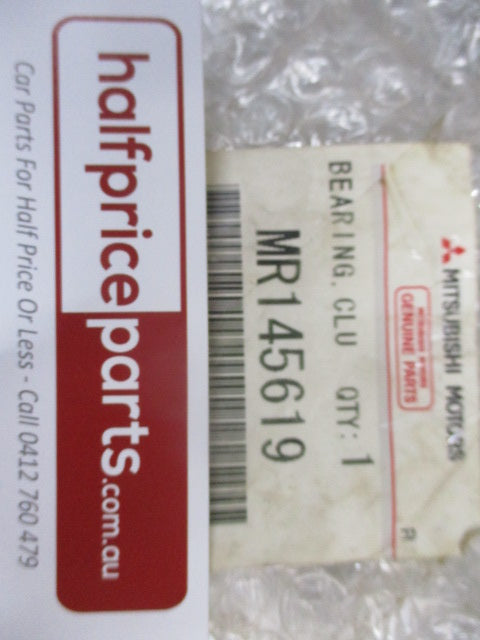 MITSUBISHI MOTORS
GENUINE PARTS
BEARING, CLU QTY: 1
MR145619
halfpriceparts.com.au
Car Parts For Half Price Or Less - Call 0412 760 479